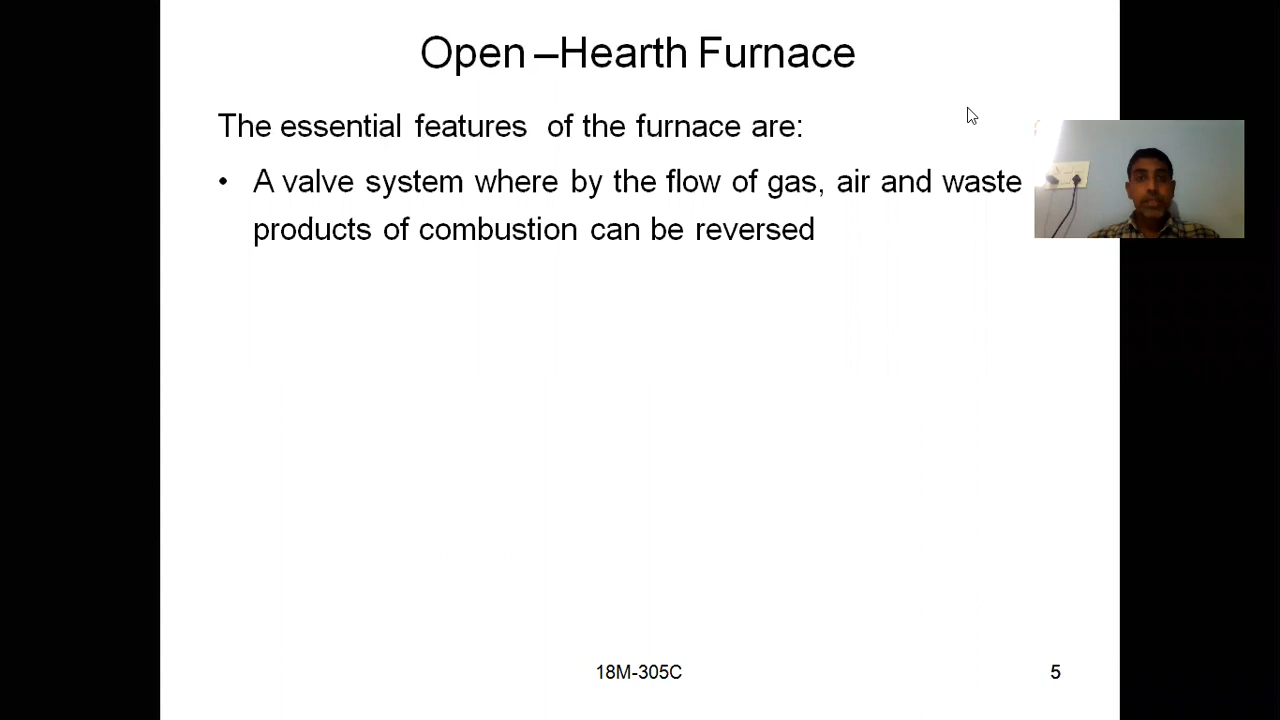 Open –Hearth Furnace
The essential features of the furnace are:
• A valve system where by the flow of gas, air and waste
products of combustion can be reversed
18M-305C
5